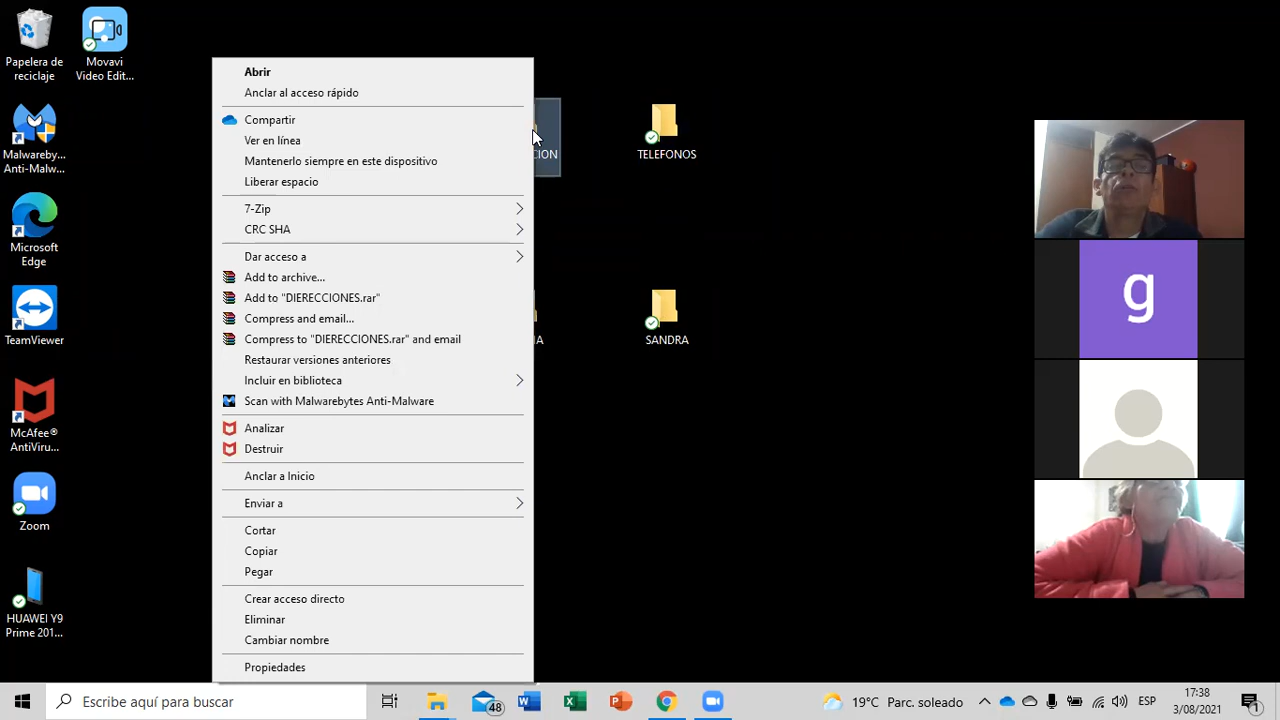 Papelera de
reciclaje
Movavi
Video Edit...
Malwareby...
Anti-Malw...
Microsoft
Edge
TeamViewer
McAfee®
AntiViru...
Zoom
HUAWEI Y9
Prime 201...
Abrir
Anclar al acceso rápido
Compartir
Ver en línea
Mantenerlo siempre en este dispositivo
Liberar espacio
7-Zip
CRC SHA
Dar acceso a
Add to archive...
Add to "DIERECCIONES.rar"
Compress and email...
Compress to "DIERECCIONES.rar" and email
Restaurar versiones anteriores
Incluir en biblioteca
Scan with Malwarebytes Anti-Malware
Analizar
Destruir
Anclar a Inicio
Enviar a
Cortar
Copiar
Pegar
Crear acceso directo
Eliminar
Cambiar nombre
Propiedades
CION
TELEFONOS
IA
SANDRA
g
Escribe aquí para buscar
48
19°C Parc. soleado
ESP
17:38
3/08/2021
1